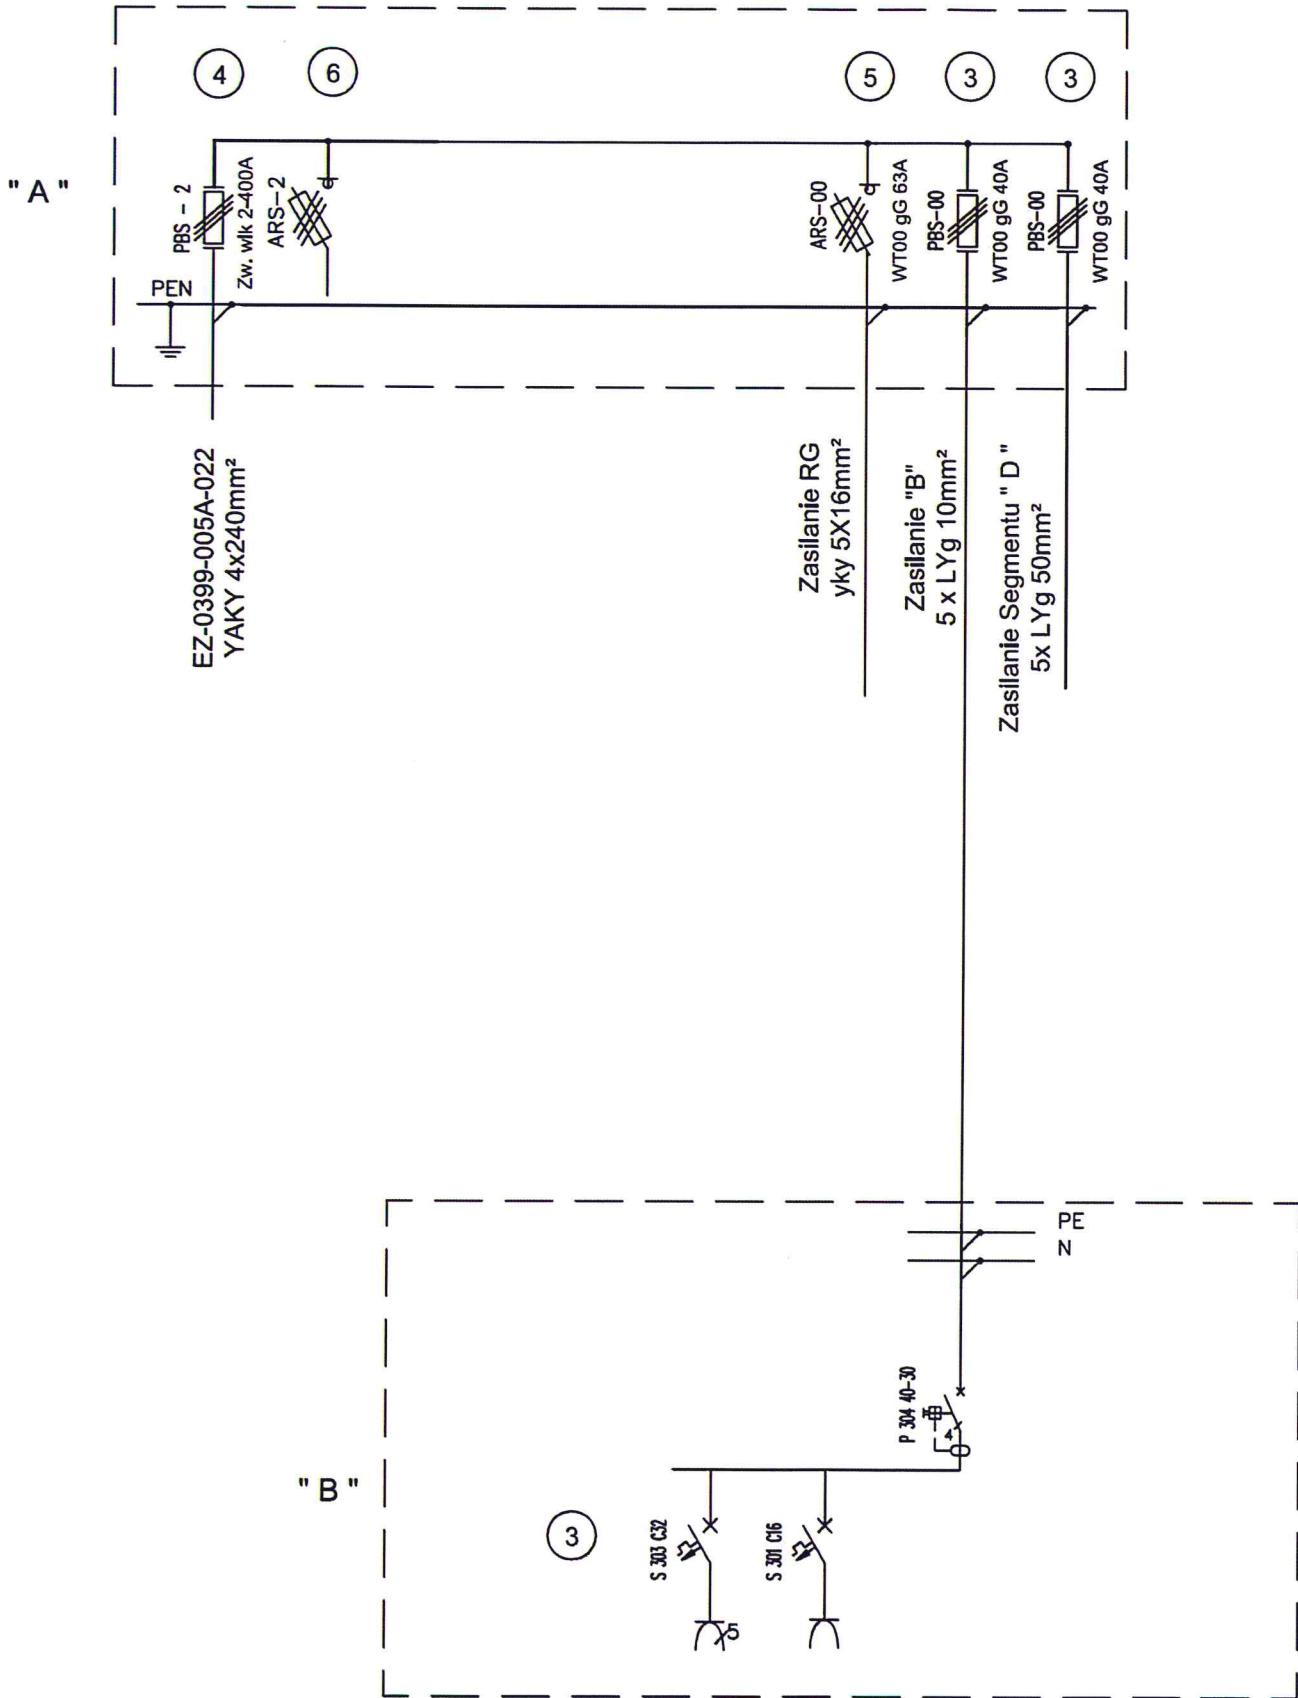 4
6
5
3
3
" A "
PBS - 2
Zw. wlk 2-400A
ARS-2
ARS-00
WT00 gG 63A
PBS-00
WT00 gG 40A
PBS-00
WT00 gG 40A
PEN
EZ-0399-005A-022
YAKY 4x240mm²
Zasilanie RG
yky 5X16mm²
Zasilanie "B"
5 x LYg 10mm²
Zasilanie Segmentu " D "
5x LYg 50mm²
PE
N
P 304 40-30
4
" B "
3
S 303 C32
S 301 C16
5